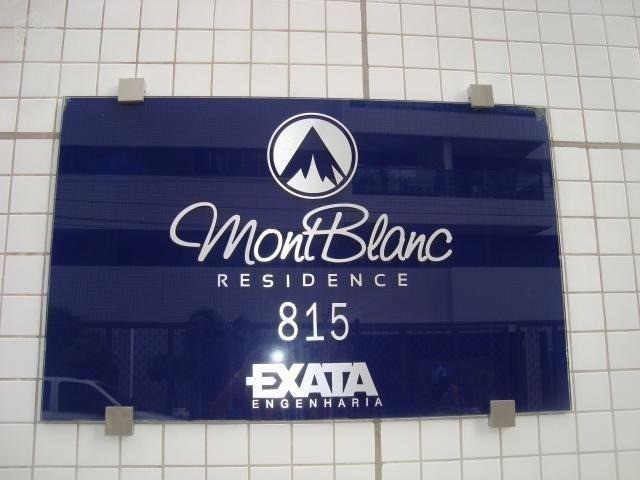 MontBlanc
RESIDENCE
815
EXATA
ENGENHARIA